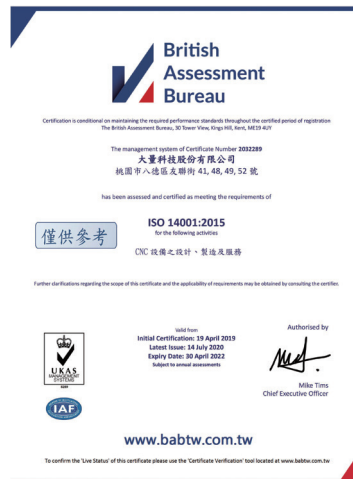 British
Assessment
Bureau
Certification is conditional on maintaining the required performance standards throughout the certified period of registration
The British Assessment Bureau, 30 Tower View, Kings Hill, Kent, ME19 4UY
The management system of Certificate Number 2032289
大量科技股份有限公司
桃園市八德區友聯街 41, 48, 49, 52 號
has been assessed and certified as meeting the requirements of
ISO 14001:2015
for the following activities
僅供參考
CNC 設備之設計、製造及服務
Further clarifications regarding the scope of this certificate and the applicability of requirements may be obtained by consulting the certifier.
Valid from
Initial Certification: 19 April 2019
Latest Issue: 14 July 2020
Expiry Date: 30 April 2022
Subject to annual assessments
Authorised by
Mike Tims
Chief Executive Officer
UKAS
MANAGEMENT
SYSTEMS
IAF
www.babtw.com.tw
To confirm the 'Live Status' of this certificate please use the 'Certificate Verification' tool located at www.babtw.com.tw